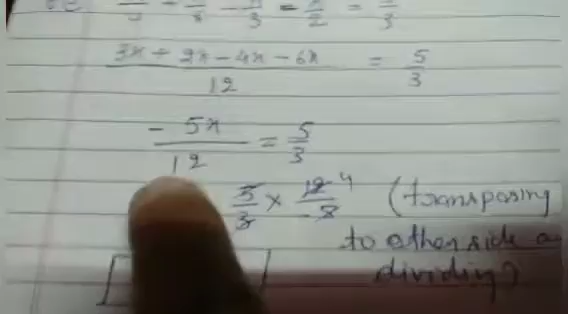 3x + 2x - 4x - 6x / 12 = 5/3
- 5x / 12 = 5/3
5/3 × 12 4 / -5 (transposing
to other side
dividing)